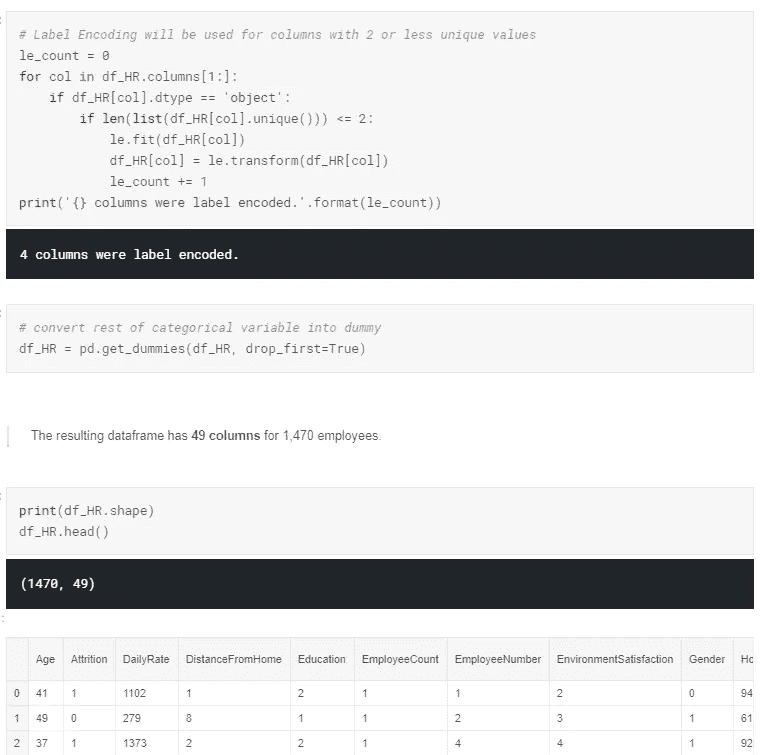 # Label Encoding will be used for columns with 2 or less unique values
le_count = 0
for col in df_HR.columns[1:]:
    if df_HR[col].dtype == 'object':
        if len(list(df_HR[col].unique())) <= 2:
            le.fit(df_HR[col])
            df_HR[col] = le.transform(df_HR[col])
            le_count += 1
print('{} columns were label encoded.'.format(le_count))
4 columns were label encoded.
# convert rest of categorical variable into dummy
df_HR = pd.get_dummies(df_HR, drop_first=True)
The resulting dataframe has 49 columns for 1,470 employees.
print(df_HR.shape)
df_HR.head()
(1470, 49)
Age Attrition DailyRate DistanceFromHome Education EmployeeCount EmployeeNumber EnvironmentSatisfaction Gender Ho
0 41 1 1102 1 2 1 1 2 0 94
1 49 0 279 8 1 1 2 3 1 61
2 37 1 1373 2 2 1 4 4 1 92